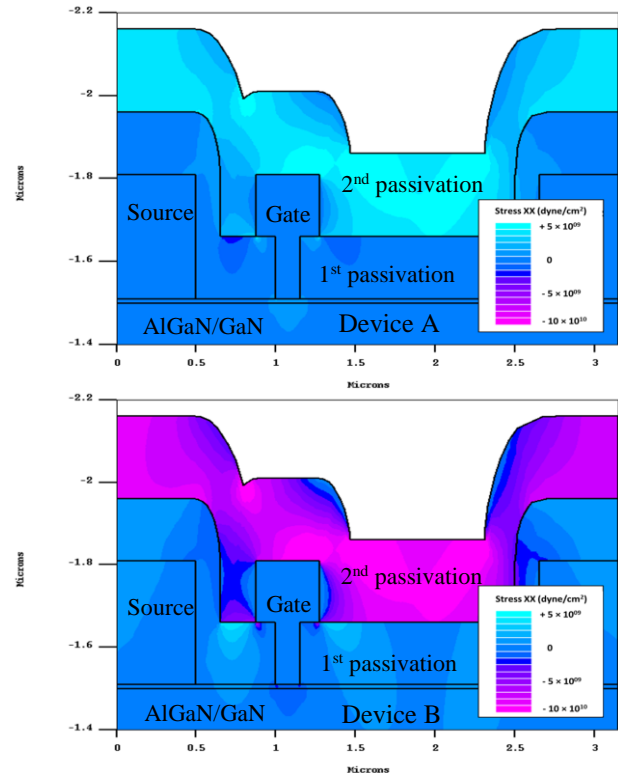 -2.2
-2
2nd passivation
-1.8
Source
Gate
Stress XX (dyne/cm²)
+ 5 × 10⁰⁹
0
- 5 × 10⁰⁹
- 10 × 10¹⁰
-1.6
1st passivation
AlGaN/GaN
Device A
-1.4
0
0.5
1
1.5
2
2.5
3
Microns
Microns
-2.2
-2
-1.8
2nd passivation
Source
Gate
Stress XX (dyne/cm²)
+ 5 × 10⁰⁹
0
- 5 × 10⁰⁹
- 10 × 10¹⁰
-1.6
1st passivation
AlGaN/GaN
Device B
-1.4
0
0.5
1
1.5
2
2.5
3
Microns
Microns